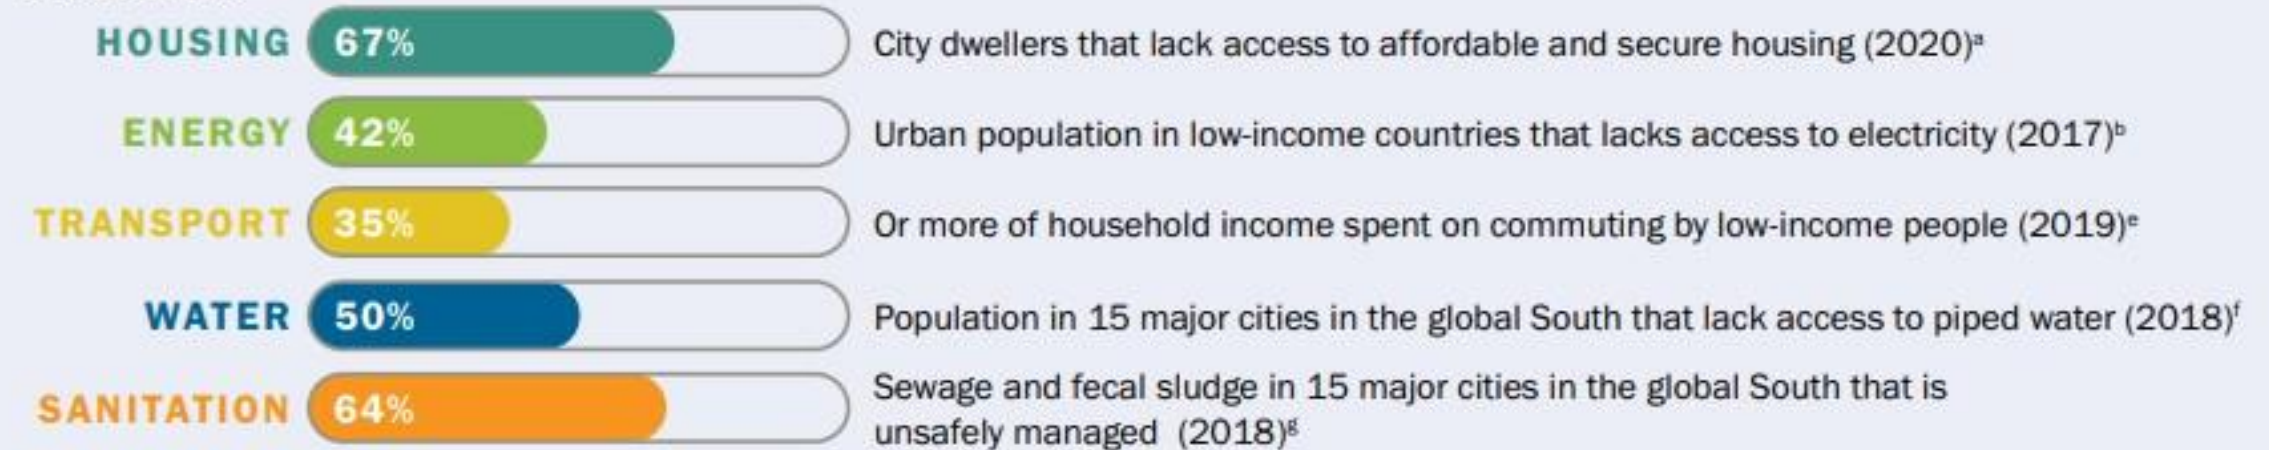 HOUSING 67% City dwellers that lack access to affordable and secure housing (2020)ᵃ
ENERGY 42% Urban population in low-income countries that lacks access to electricity (2017)ᵇ
TRANSPORT 35% Or more of household income spent on commuting by low-income people (2019)ᵉ
WATER 50% Population in 15 major cities in the global South that lack access to piped water (2018)ᶠ
SANITATION 64% Sewage and fecal sludge in 15 major cities in the global South that is
unsafely managed (2018)ᵍ